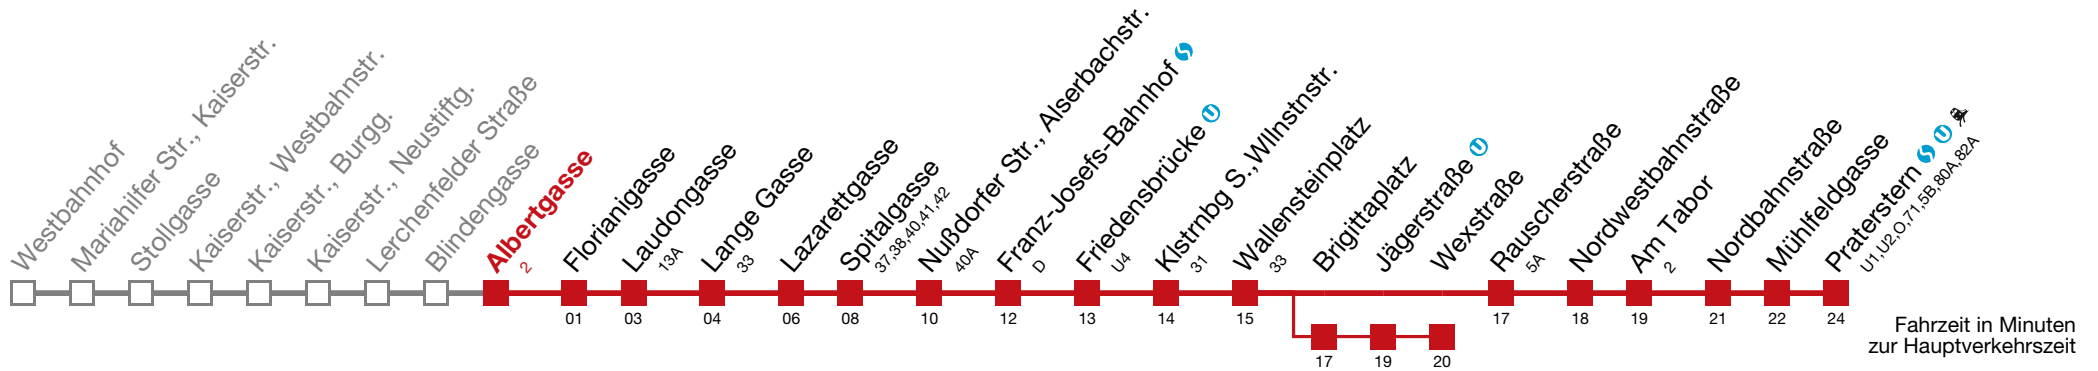 Westbahnhof
Mariahilfer Str., Kaiserstr.
Stollgasse
Kaiserstr., Westbahnstr.
Kaiserstr., Burgg.
Kaiserstr., Neustiftg.
Lerchenfelder Straße
Blindengasse
Albertgasse
2
Florianigasse
Laudongasse
13A
Lange Gasse
33
Lazarettgasse
Spitalgasse
37,38,40,41,42
Nußdorfer Str., Alserbachstr.
40A
Franz-Josefs-Bahnhof
D
Friedensbrücke U
U4
Klstrnbg S., Wllnstnstr.
31
Wallensteinplatz
33
Brigittaplatz
Jägerstraße U
Wexstraße
Rauscherstraße
5A
Nordwestbahnstraße
Am Tabor
2
Nordbahnstraße
Mühlfeldgasse
Praterstern S U
U1,U2,O,71,5B,80A,82A
01 03 04 06 08 10 12 13 14 15 17 18 19 21 22 24
17 19 20
Fahrzeit in Minuten
zur Hauptverkehrszeit